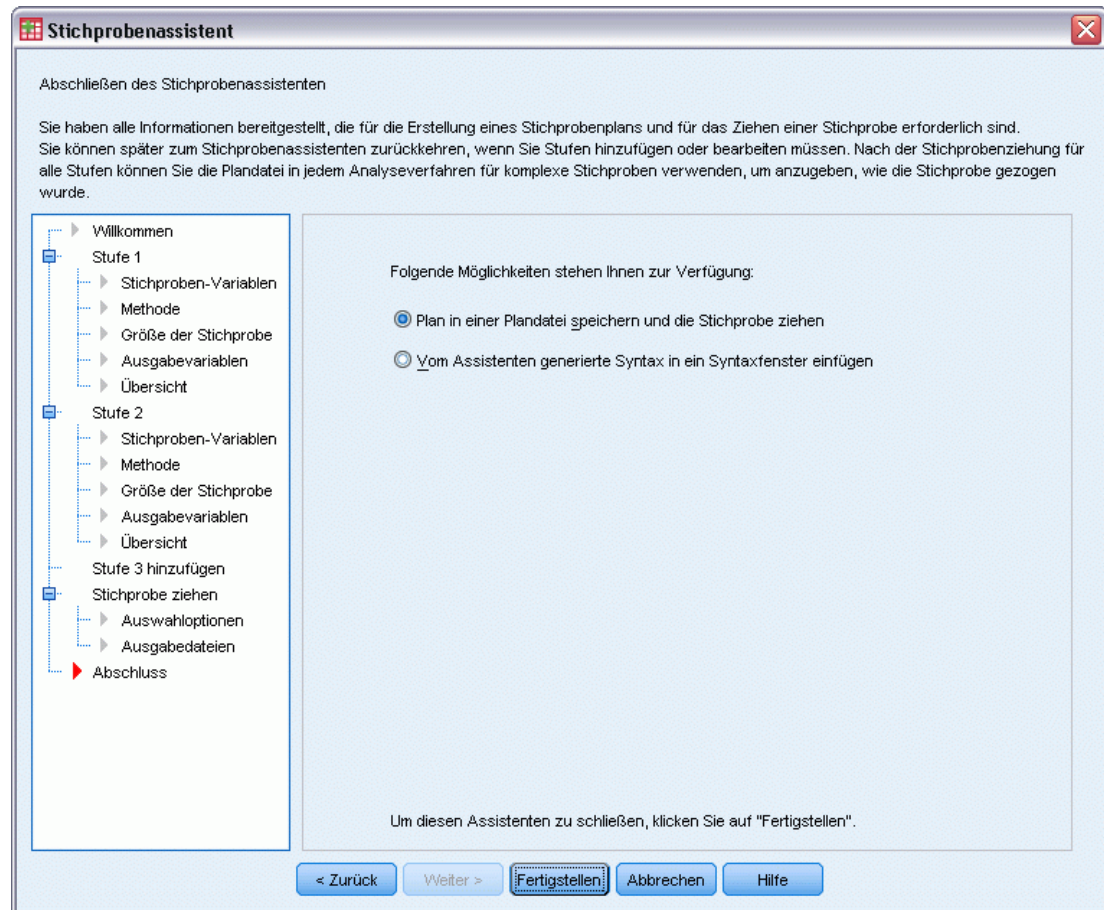 Stichprobenassistent
Abschließen des Stichprobenassistenten
Sie haben alle Informationen bereitgestellt, die für die Erstellung eines Stichprobenplans und für das Ziehen einer Stichprobe erforderlich sind.
Sie können später zum Stichprobenassistenten zurückkehren, wenn Sie Stufen hinzufügen oder bearbeiten müssen. Nach der Stichprobenziehung für
alle Stufen können Sie die Plandatei in jedem Analyseverfahren für komplexe Stichproben verwenden, um anzugeben, wie die Stichprobe gezogen
wurde.
Willkommen
Stufe 1
Stichproben-Variablen
Methode
Größe der Stichprobe
Ausgabevariablen
Übersicht
Stufe 2
Stichproben-Variablen
Methode
Größe der Stichprobe
Ausgabevariablen
Übersicht
Stufe 3 hinzufügen
Stichprobe ziehen
Auswahloptionen
Ausgabedateien
Abschluss
Folgende Möglichkeiten stehen Ihnen zur Verfügung:
Plan in einer Plandatei speichern und die Stichprobe ziehen
Vom Assistenten generierte Syntax in ein Syntaxfenster einfügen
Um diesen Assistenten zu schließen, klicken Sie auf "Fertigstellen".
< Zurück
Weiter >
Fertigstellen
Abbrechen
Hilfe